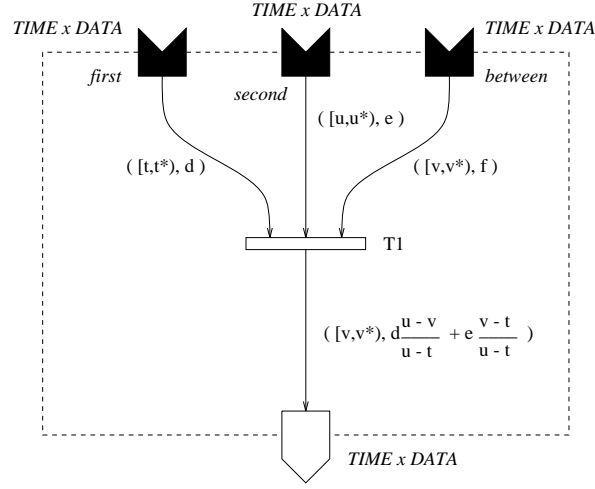 TIME x DATA
TIME x DATA
TIME x DATA
first
second
between
( [u,u*), e )
( [t,t*), d )
( [v,v*), f )
T1
( [v,v*), d u - v / u - t + e v - t / u - t )
TIME x DATA